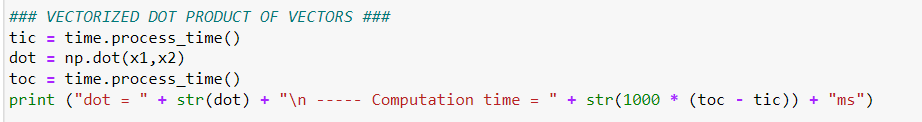 ### VECTORIZED DOT PRODUCT OF VECTORS ###
tic = time.process_time()
dot = np.dot(x1,x2)
toc = time.process_time()
print ("dot = " + str(dot) + "\n ----- Computation time = " + str(1000 * (toc - tic)) + "ms")